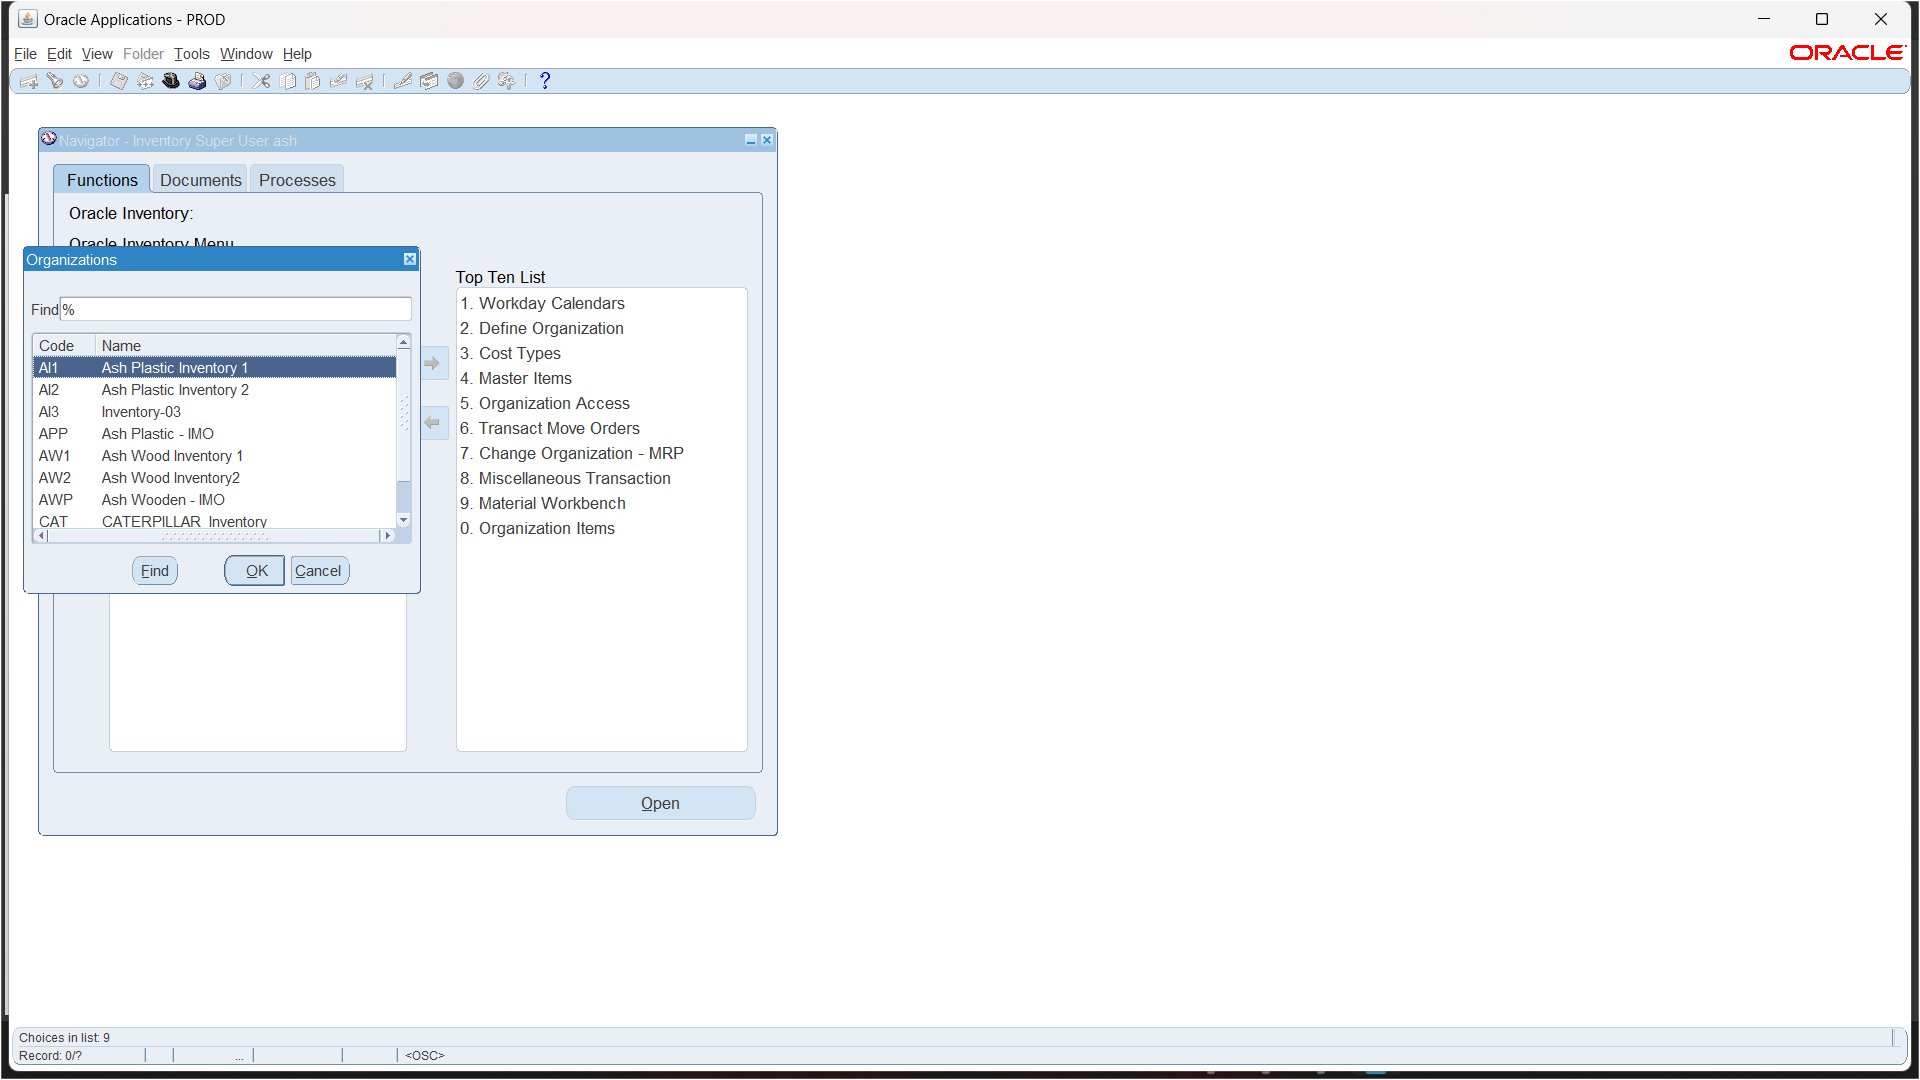 Oracle Applications - PROD
File Edit View Folder Tools Window Help
ORACLE
?
Navigator - Inventory Super User ash
Functions Documents Processes
Oracle Inventory:
Oracle Inventory Menu
Organizations
Find %
Code Name
AI1 Ash Plastic Inventory 1
AI2 Ash Plastic Inventory 2
AI3 Inventory-03
APP Ash Plastic - IMO
AW1 Ash Wood Inventory 1
AW2 Ash Wood Inventory2
AWP Ash Wooden - IMO
CAT CATERPILLAR Inventory
Find OK Cancel
Top Ten List
1. Workday Calendars
2. Define Organization
3. Cost Types
4. Master Items
5. Organization Access
6. Transact Move Orders
7. Change Organization - MRP
8. Miscellaneous Transaction
9. Material Workbench
0. Organization Items
Open
Choices in list: 9
Record: 0/? ... <OSC>